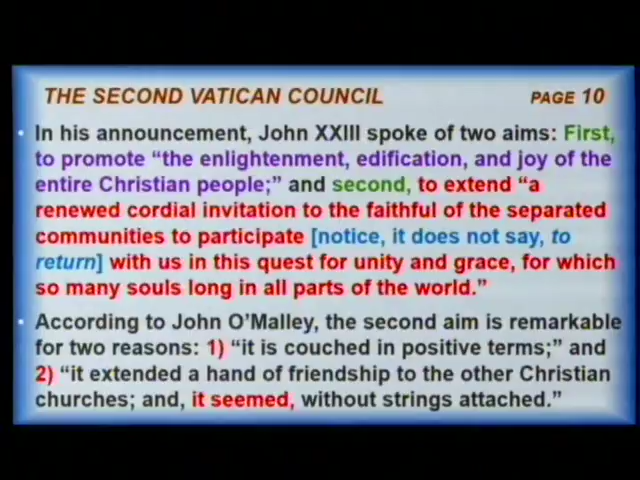 THE SECOND VATICAN COUNCIL PAGE 10
• In his announcement, John XXIII spoke of two aims: First,
to promote “the enlightenment, edification, and joy of the
entire Christian people;” and second, to extend “a
renewed cordial invitation to the faithful of the separated
communities to participate [notice, it does not say, to
return] with us in this quest for unity and grace, for which
so many souls long in all parts of the world.”
• According to John O’Malley, the second aim is remarkable
for two reasons: 1) “it is couched in positive terms;” and
2) “it extended a hand of friendship to the other Christian
churches; and, it seemed, without strings attached.”